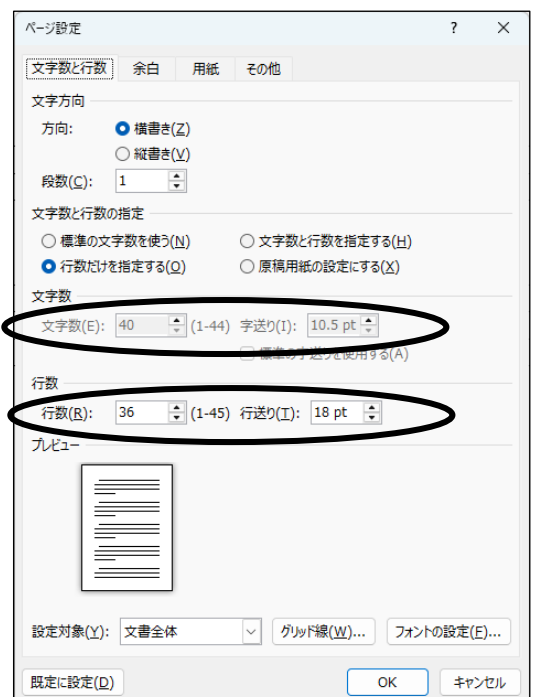 ページ設定 ?
文字数と行数 余白 用紙 その他
文字方向
方向: 横書き(Z)
縦書き(V)
段数(C): 1
文字数と行数の指定
標準の文字数を使う(N) 文字数と行数を指定する(H)
行数だけを指定する(O) 原稿用紙の設定にする(X)
文字数
文字数(E): 40 (1-44) 字送り(I): 10.5 pt
標準の字送りを使用する(A)
行数
行数(R): 36 (1-45) 行送り(T): 18 pt
プレビュー
設定対象(Y): 文書全体 グリッド線(W)... フォントの設定(F)...
既定に設定(D) OK キャンセル